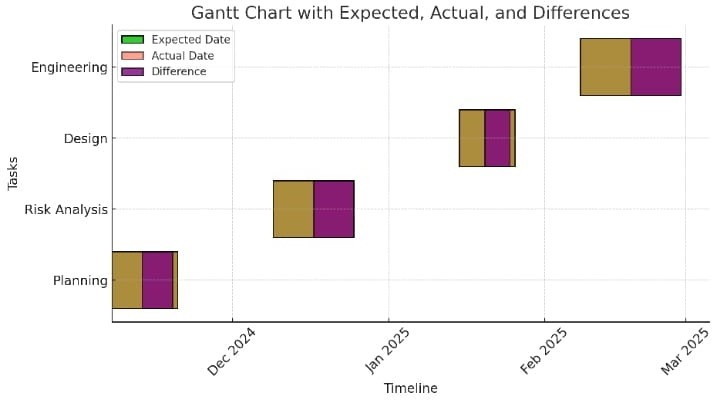 Gantt Chart with Expected, Actual, and Differences
Expected Date
Actual Date
Difference
Engineering
Design
Risk Analysis
Planning
Tasks
Dec 2024
Jan 2025
Feb 2025
Mar 2025
Timeline